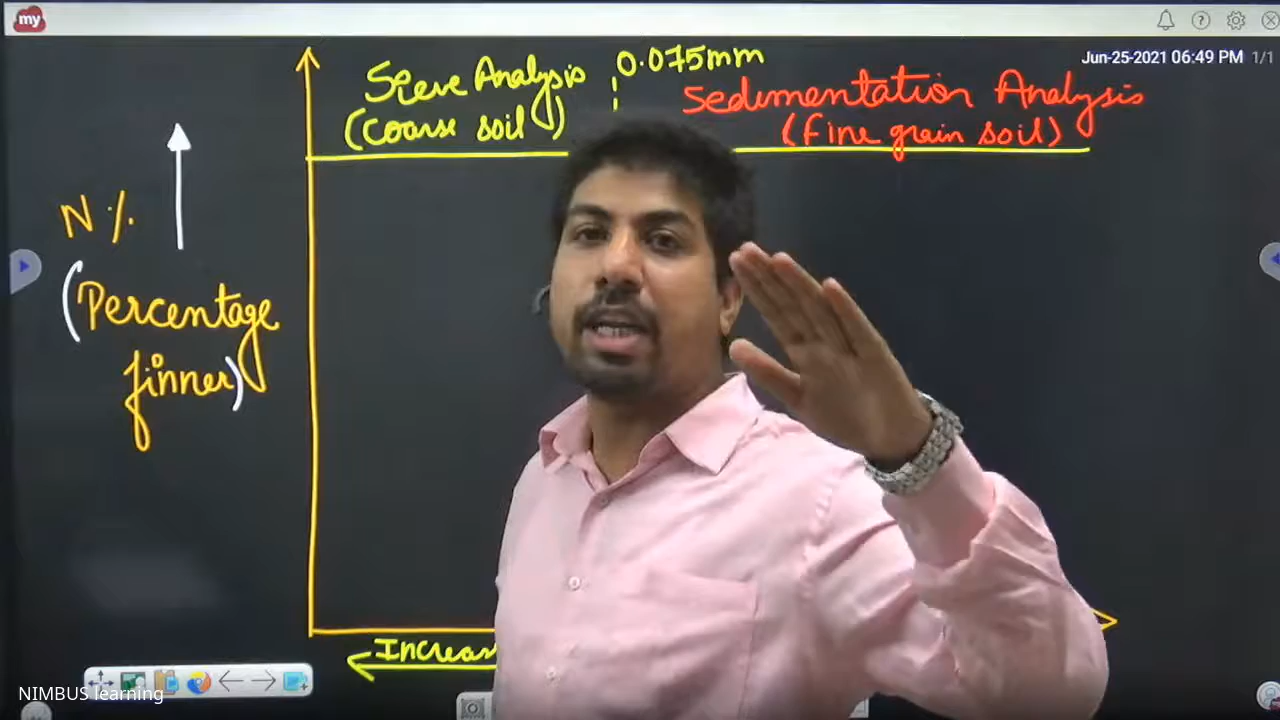 my
Jun-25-2021 06:49 PM 1/1
Sieve Analysis
(coarse soil)
0.075mm
Sedimentation Analysis
(fine grain soil)
N %
(Percentage
finner)
Increas
NIMBUS learning